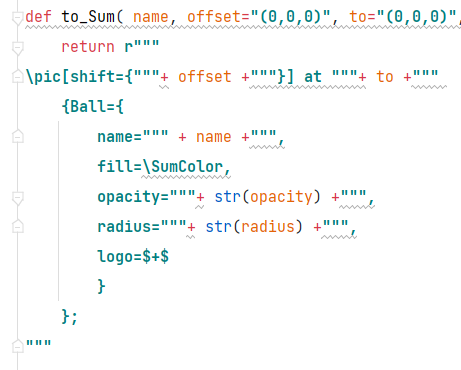 def to_Sum( name, offset="(0,0,0)", to="(0,0,0)",
    return r"""
\pic[shift={"""+ offset +"""}] at """+ to +"""
    {Ball={
        name=""" + name +""",
        fill=\SumColor,
        opacity="""+ str(opacity) +""",
        radius="""+ str(radius) +""",
        logo=$+$
        }
    };
"""